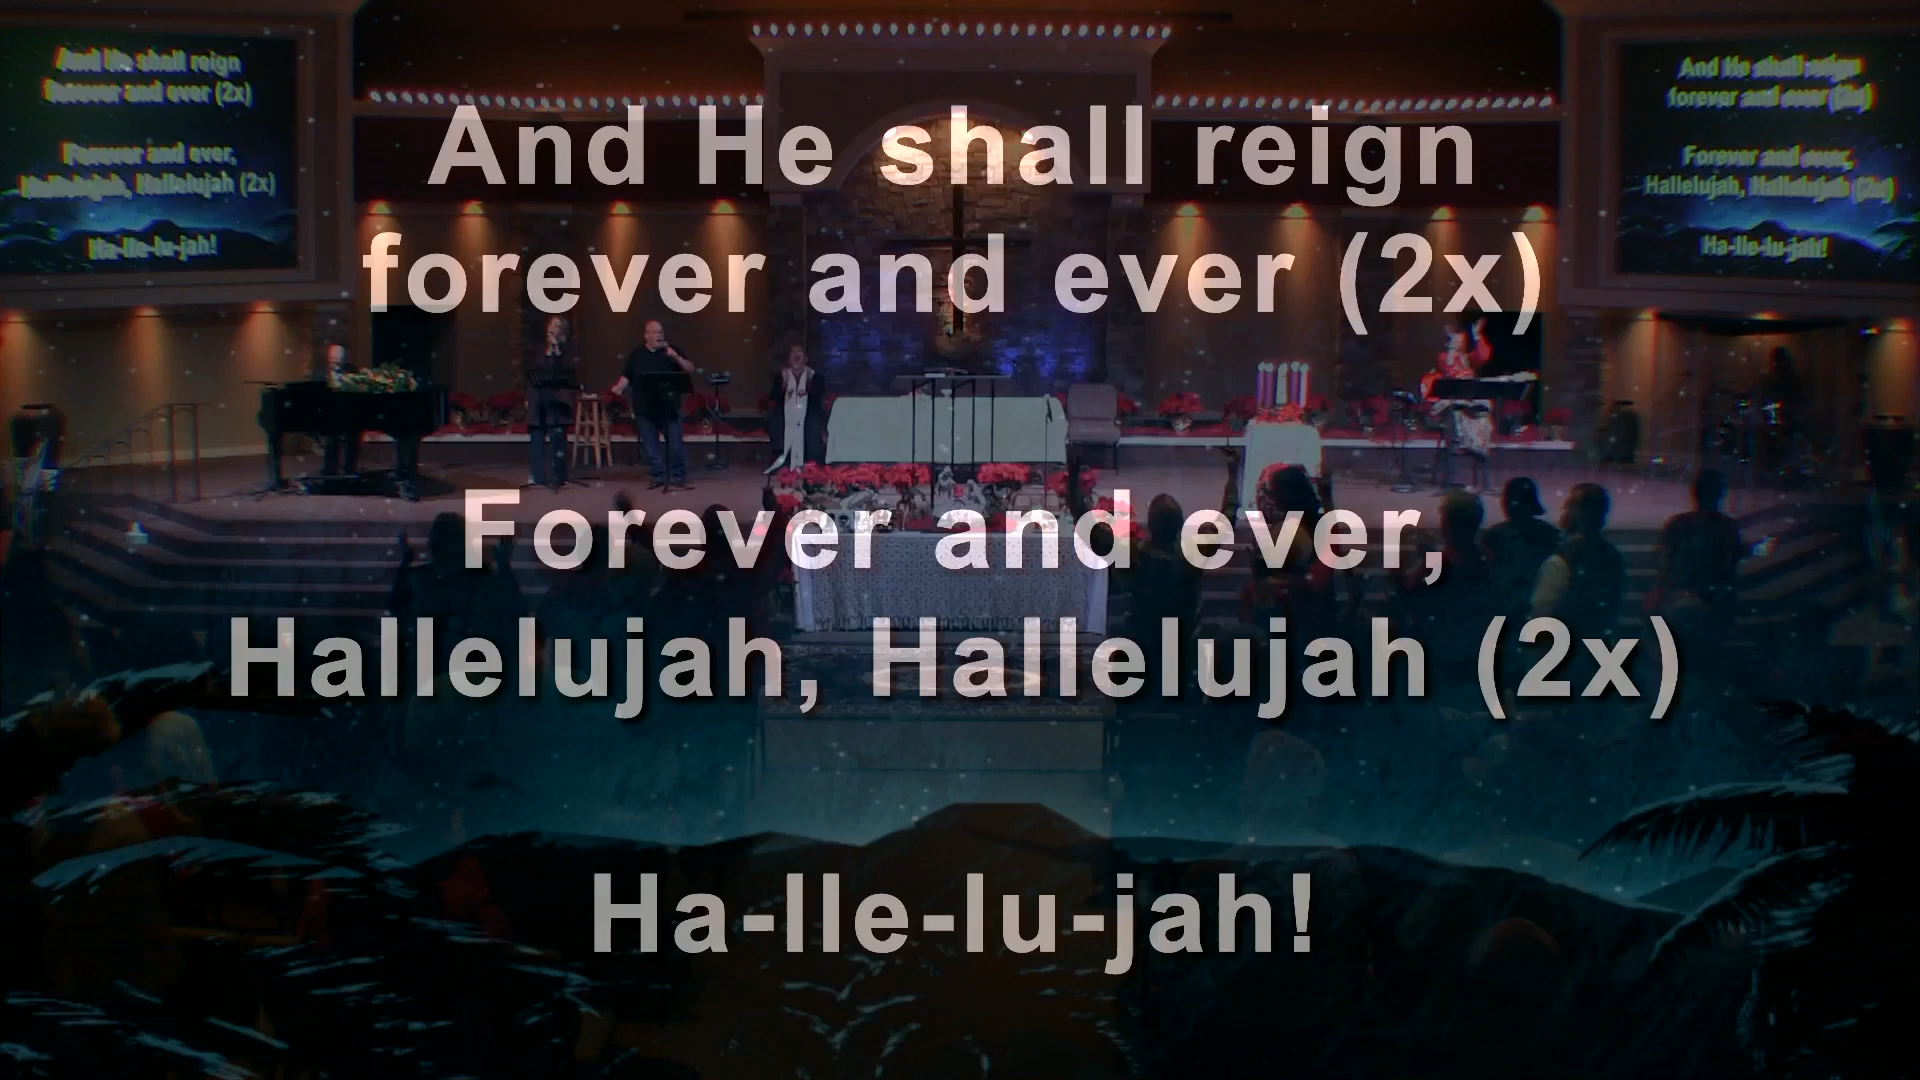 And He shall reign
forever and ever (2x)
Forever and ever,
Hallelujah, Hallelujah (2x)
Ha-lle-lu-jah!
And He shall reign
forever and ever (2x)
Forever and ever,
Hallelujah, Hallelujah (2x)
Ha-lle-lu-jah!
And He shall reign
forever and ever (2x)
Forever and ever,
Hallelujah, Hallelujah (2x)
Ha-lle-lu-jah!